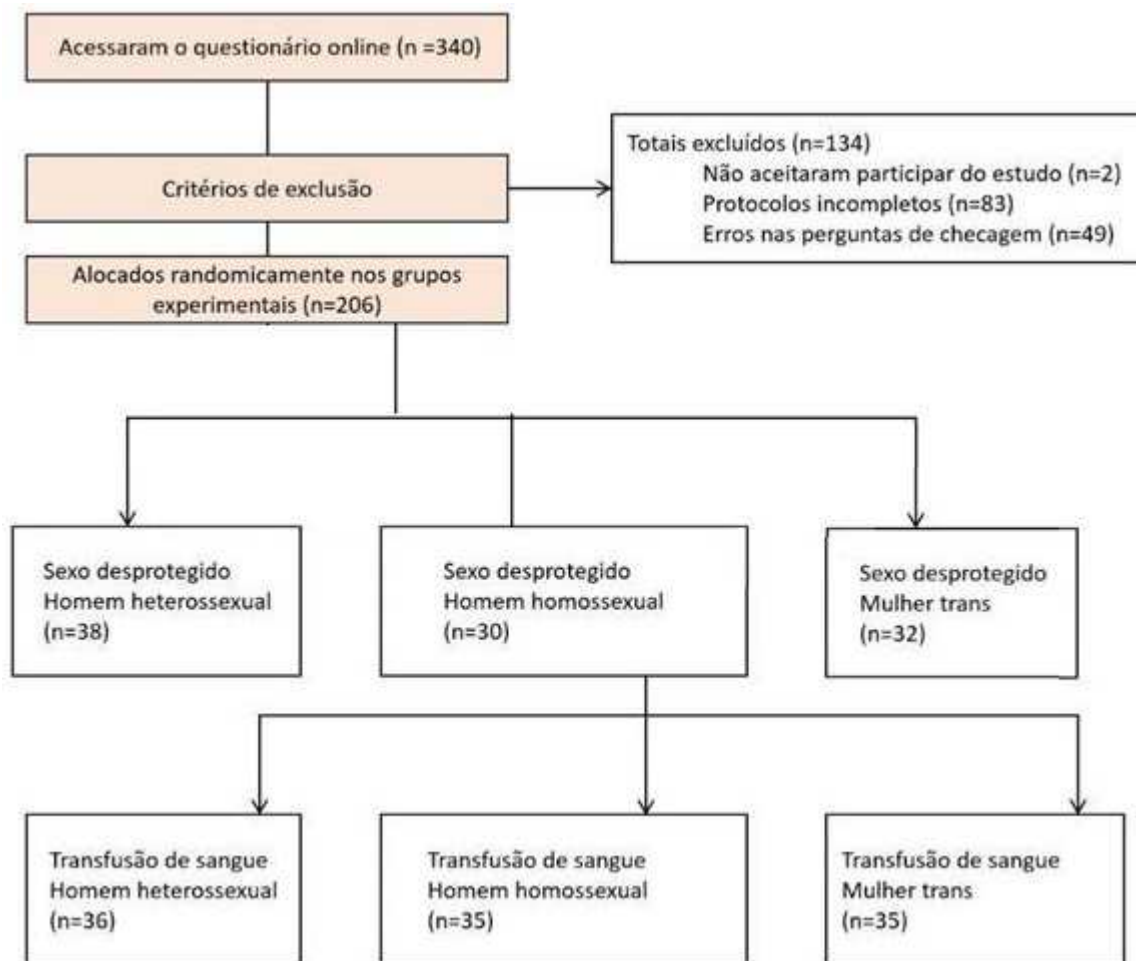 Acessaram o questionário online (n =340)
Critérios de exclusão
Totais excluídos (n=134)
Não aceitaram participar do estudo (n=2)
Protocolos incompletos (n=83)
Erros nas perguntas de checagem (n=49)
Alocados randomicamente nos grupos
experimentais (n=206)
Sexo desprotegido
Homem heterossexual
(n=38)
Sexo desprotegido
Homem homossexual
(n=30)
Sexo desprotegido
Mulher trans
(n=32)
Transfusão de sangue
Homem heterossexual
(n=36)
Transfusão de sangue
Homem homossexual
(n=35)
Transfusão de sangue
Mulher trans
(n=35)